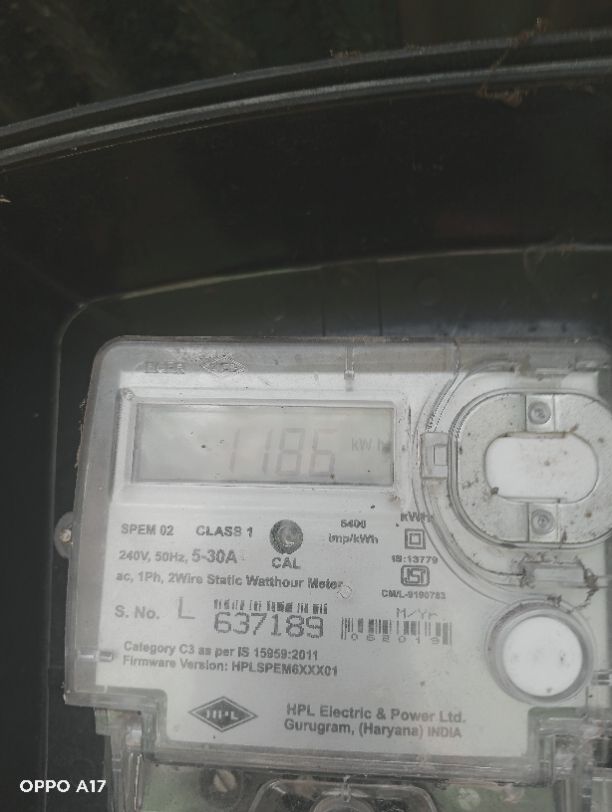 1186 kWh
SPEM 02 CLASS 1 6400 imp/kWh
240V, 50Hz, 5-30A CAL
IS:13779
ac, 1Ph, 2Wire Static Watthour Meter
CM/L-9190783
S. No. L 637189 M/Yr 062019
Category C3 as per IS 15959:2011
Firmware Version: HPLSPEM6XXX01
HPL HPL Electric & Power Ltd.
Gurugram, (Haryana) INDIA
OPPO A17